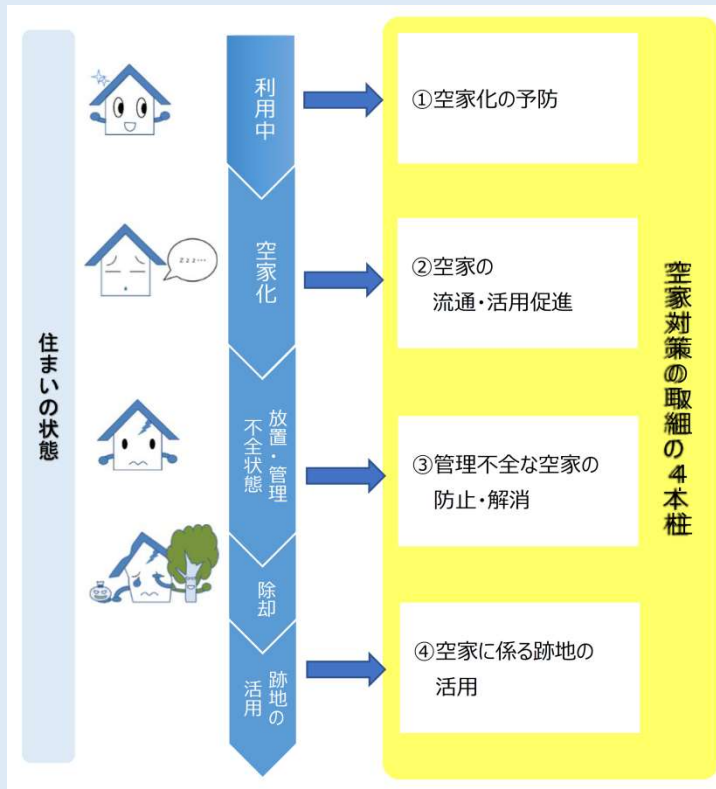 住まいの状態
利用中
①空家化の予防
zzz…
空家化
②空家の
流通・活用促進
放置・管理
不全状態
③管理不全な空家の
防止・解消
除却
跡地の
活用
④空家に係る跡地の
活用
空家対策の取組の4本柱